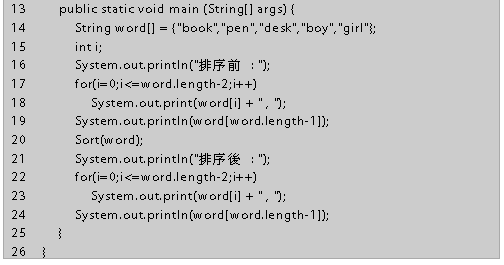 13 public static void main (String[] args) {
14 String word[] = {"book","pen","desk","boy","girl"};
15 int i;
16 System.out.println("排序前 : ");
17 for(i=0;i<=word.length-2;i++)
18 System.out.print(word[i] + " , ");
19 System.out.println(word[word.length-1]);
20 Sort(word);
21 System.out.println("排序後 : ");
22 for(i=0;i<=word.length-2;i++)
23 System.out.print(word[i] + " , ");
24 System.out.println(word[word.length-1]);
25 }
26 }